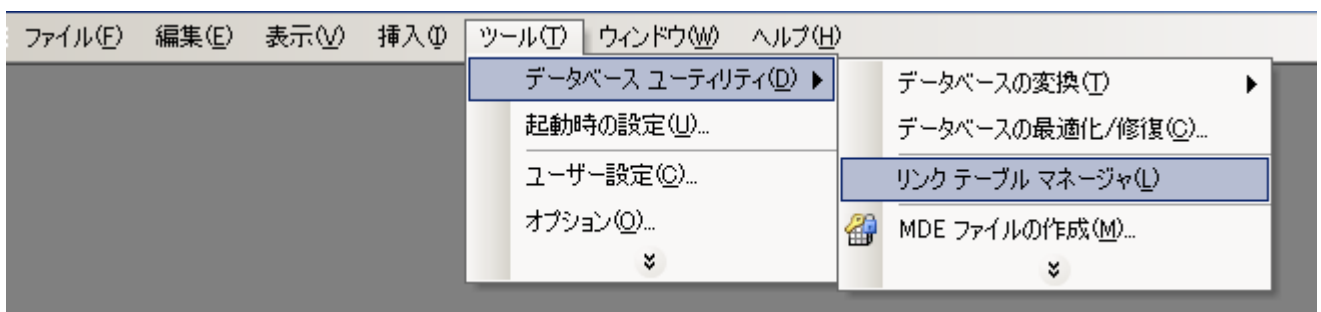 ファイル(F) 編集(E) 表示(V) 挿入(I) ツール(T) ウィンドウ(W) ヘルプ(H)
データベース ユーティリティ(D)
起動時の設定(U)...
ユーザー設定(C)...
オプション(O)...
データベースの変換(T)
データベースの最適化/修復(C)...
リンク テーブル マネージャ(L)
MDE ファイルの作成(M)...